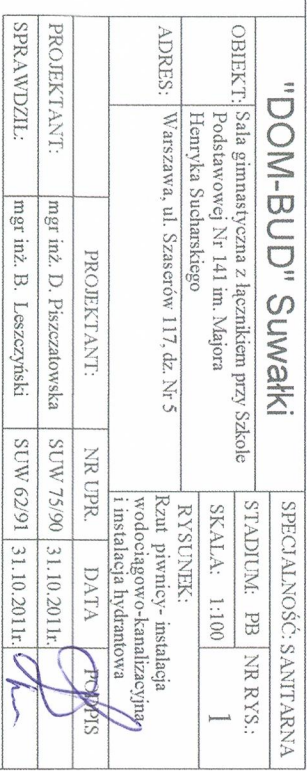 "DOM-BUD" Suwałki
SPECJALNOŚĆ: SANITARNA
OBIEKT: Sala gimnastyczna z łącznikiem przy Szkole
Podstawowej Nr 141 im. Majora
Henryka Sucharskiego
STADIUM: PB
NR RYS.:
SKALA: 1:100
1
ADRES:
Warszawa, ul. Szaserów 117, dz. Nr 5
RYSUNEK:
Rzut piwnicy- instalacja
wodociągowo-kanalizacyjna
i instalacja hydrantowa
PROJEKTANT: NR UPR. DATA PODPIS
PROJEKTANT: mgr inż. D. Piszczatowska SUW 75/90 31.10.2011r.
SPRAWDZIŁ: mgr inż. B. Leszczyński SUW 62/91 31.10.2011r.